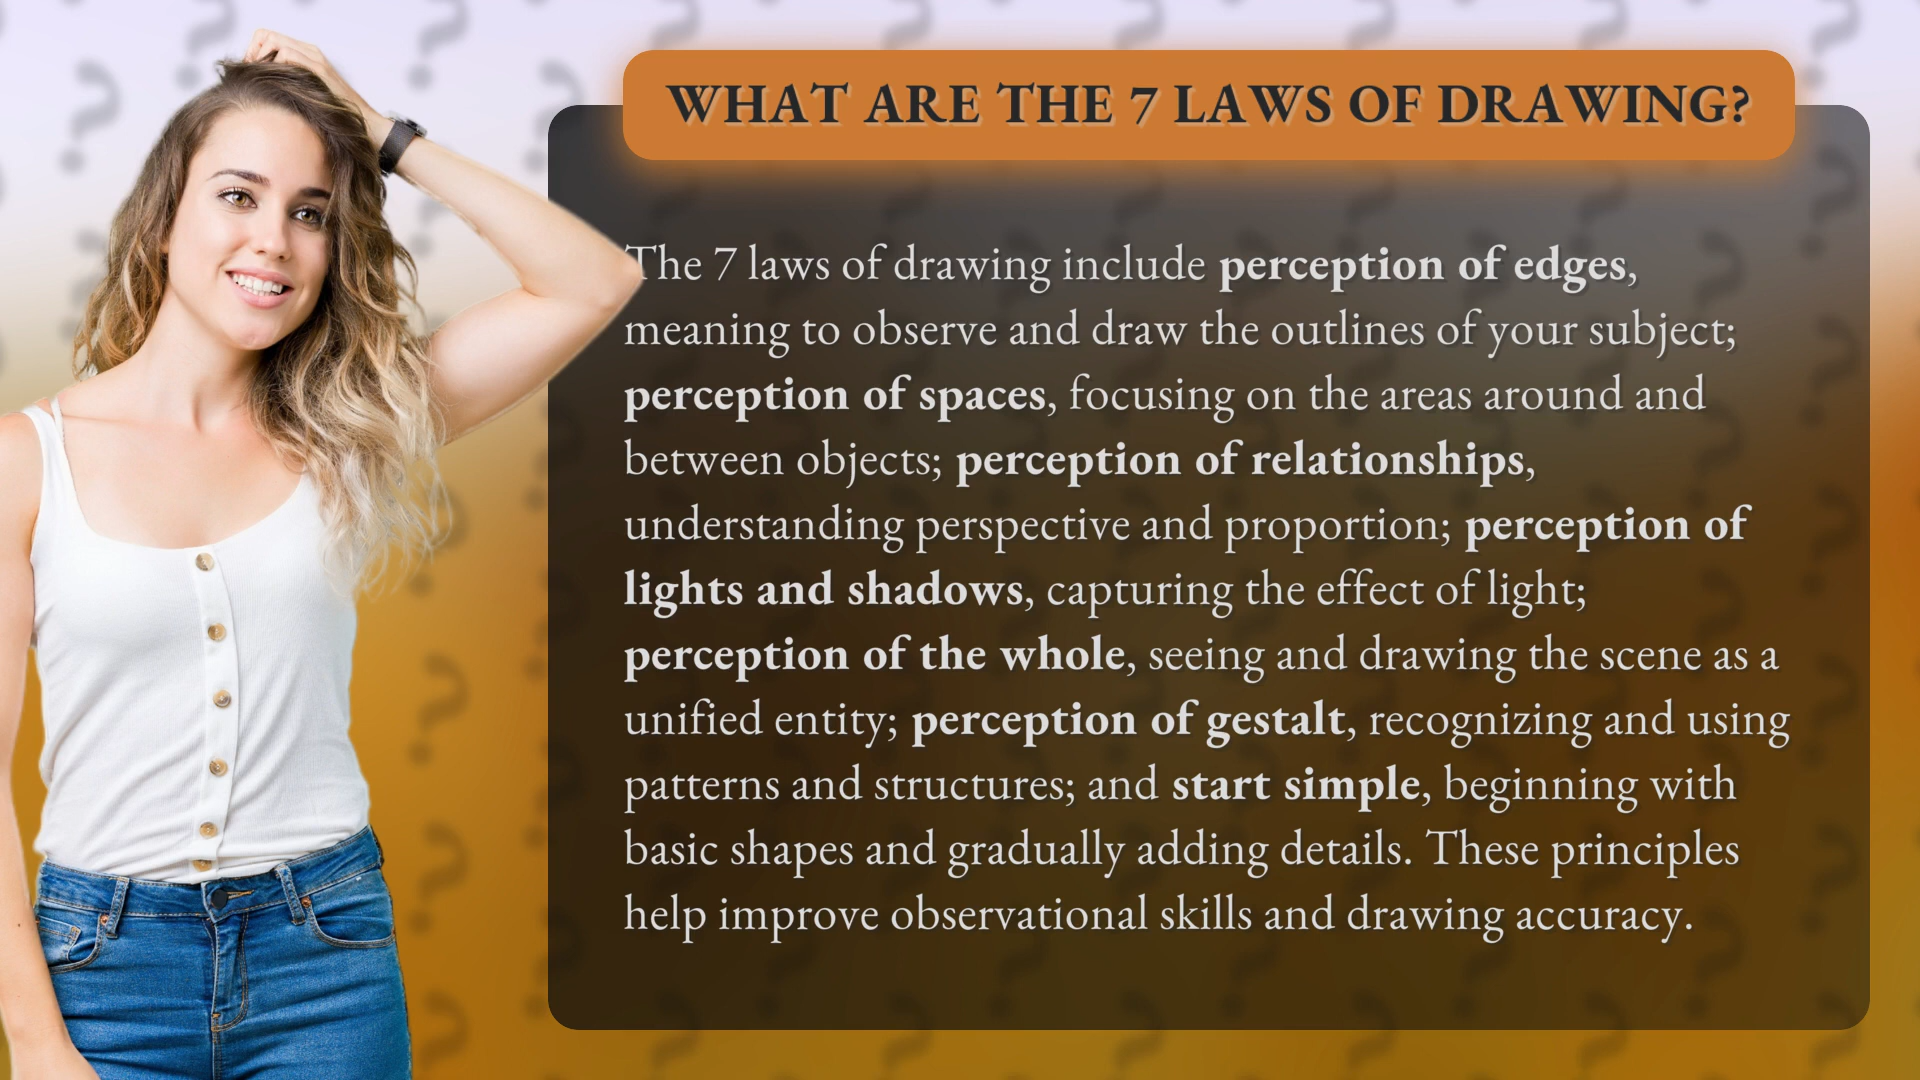 WHAT ARE THE 7 LAWS OF DRAWING?
The 7 laws of drawing include perception of edges,
meaning to observe and draw the outlines of your subject;
perception of spaces, focusing on the areas around and
between objects; perception of relationships,
understanding perspective and proportion; perception of
lights and shadows, capturing the effect of light;
perception of the whole, seeing and drawing the scene as a
unified entity; perception of gestalt, recognizing and using
patterns and structures; and start simple, beginning with
basic shapes and gradually adding details. These principles
help improve observational skills and drawing accuracy.